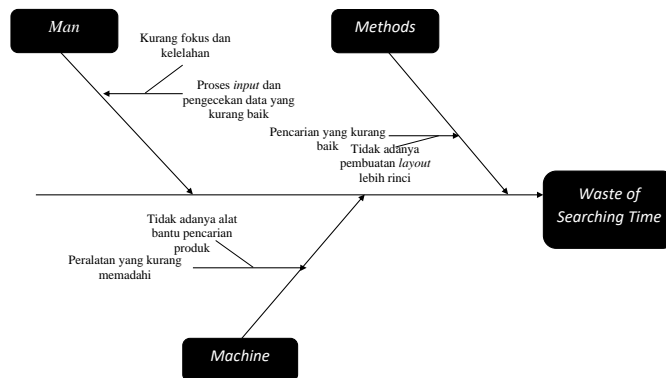 Man
Methods
Kurang fokus dan
kelelahan
Proses input dan
pengecekan data yang
kurang baik
Pencarian yang kurang
baik
Tidak adanya
pembuatan layout
lebih rinci
Waste of
Searching Time
Tidak adanya alat
bantu pencarian
produk
Peralatan yang kurang
memadahi
Machine